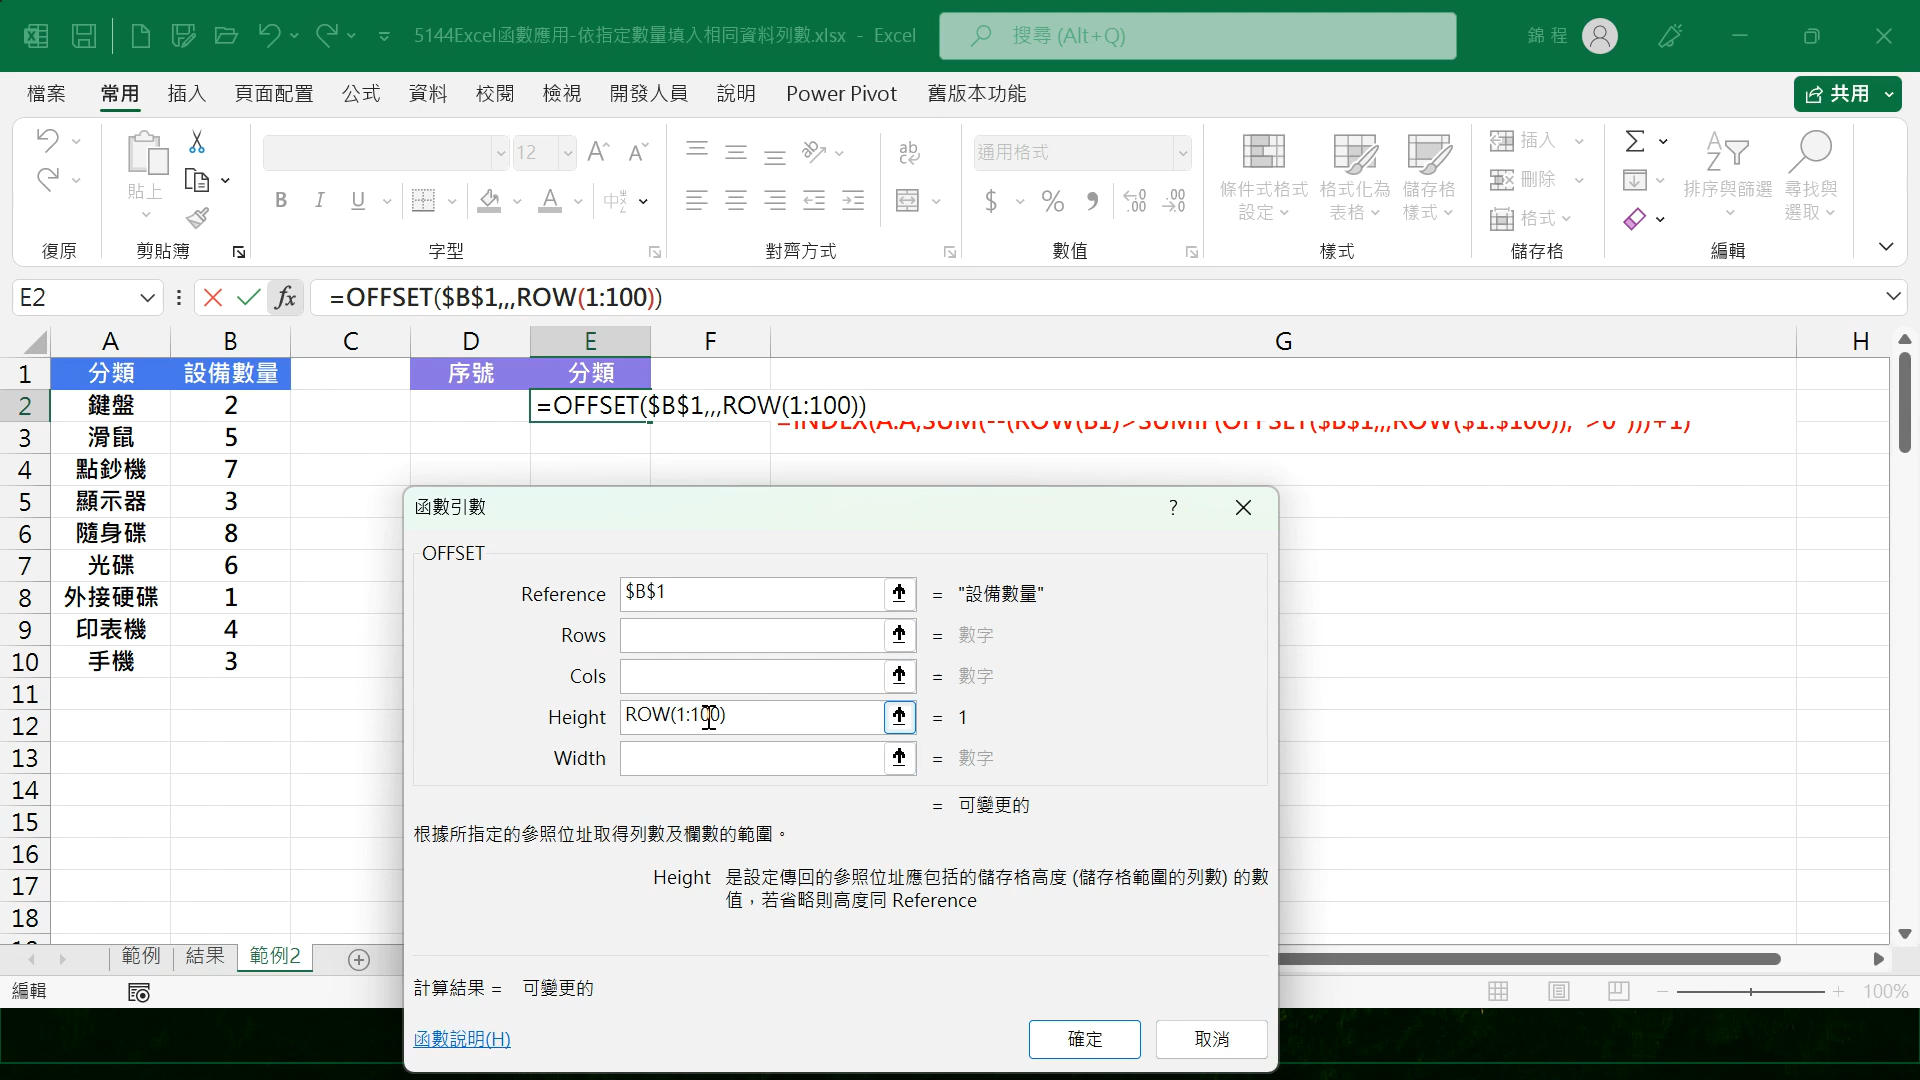 5144Excel函數應用-依指定數量填入相同資料列數.xlsx - Excel
搜尋 (Alt+Q)
錦 程
檔案 常用 插入 頁面配置 公式 資料 校閱 檢視 開發人員 說明 Power Pivot 舊版本功能
共用
12
通用格式
貼上
條件式格式設定
格式化為表格
儲存格樣式
插入
刪除
格式
排序與篩選
尋找與選取
復原 剪貼簿 字型 對齊方式 數值 樣式 儲存格 編輯
E2
=OFFSET($B$1,,,ROW(1:100))
A B C D E F G H
1 分類 設備數量 序號 分類
2 鍵盤 2 =OFFSET($B$1,,,ROW(1:100))
=INDEX(A:A,SUM(--(ROW(B1)>SUMIF(OFFSET($B$1,,,ROW($1:$100)),">0")))+1)
3 滑鼠 5
4 點鈔機 7
5 顯示器 3
6 隨身碟 8
7 光碟 6
8 外接硬碟 1
9 印表機 4
10 手機 3
11
12
13
14
15
16
17
18
函數引數 ?
OFFSET
Reference $B$1 = "設備數量"
Rows = 數字
Cols = 數字
Height ROW(1:100) = 1
Width = 數字
= 可變更的
根據所指定的參照位址取得列數及欄數的範圍。
Height 是設定傳回的參照位址應包括的儲存格高度 (儲存格範圍的列數) 的數
值，若省略則高度同 Reference
計算結果 = 可變更的
函數說明(H)
確定 取消
範例 結果 範例2
編輯
100%